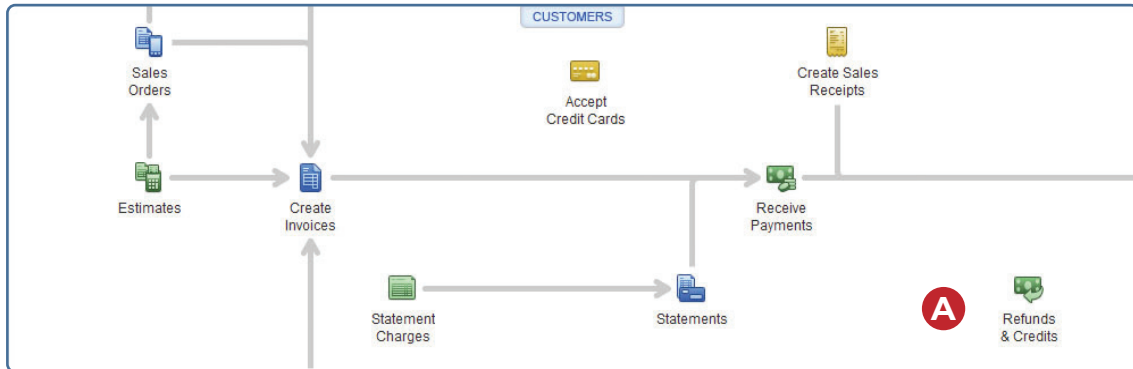 CUSTOMERS
Sales
Orders
Accept
Credit Cards
Create Sales
Receipts
Estimates
Create
Invoices
Receive
Payments
Statement
Charges
Statements
A
Refunds
& Credits